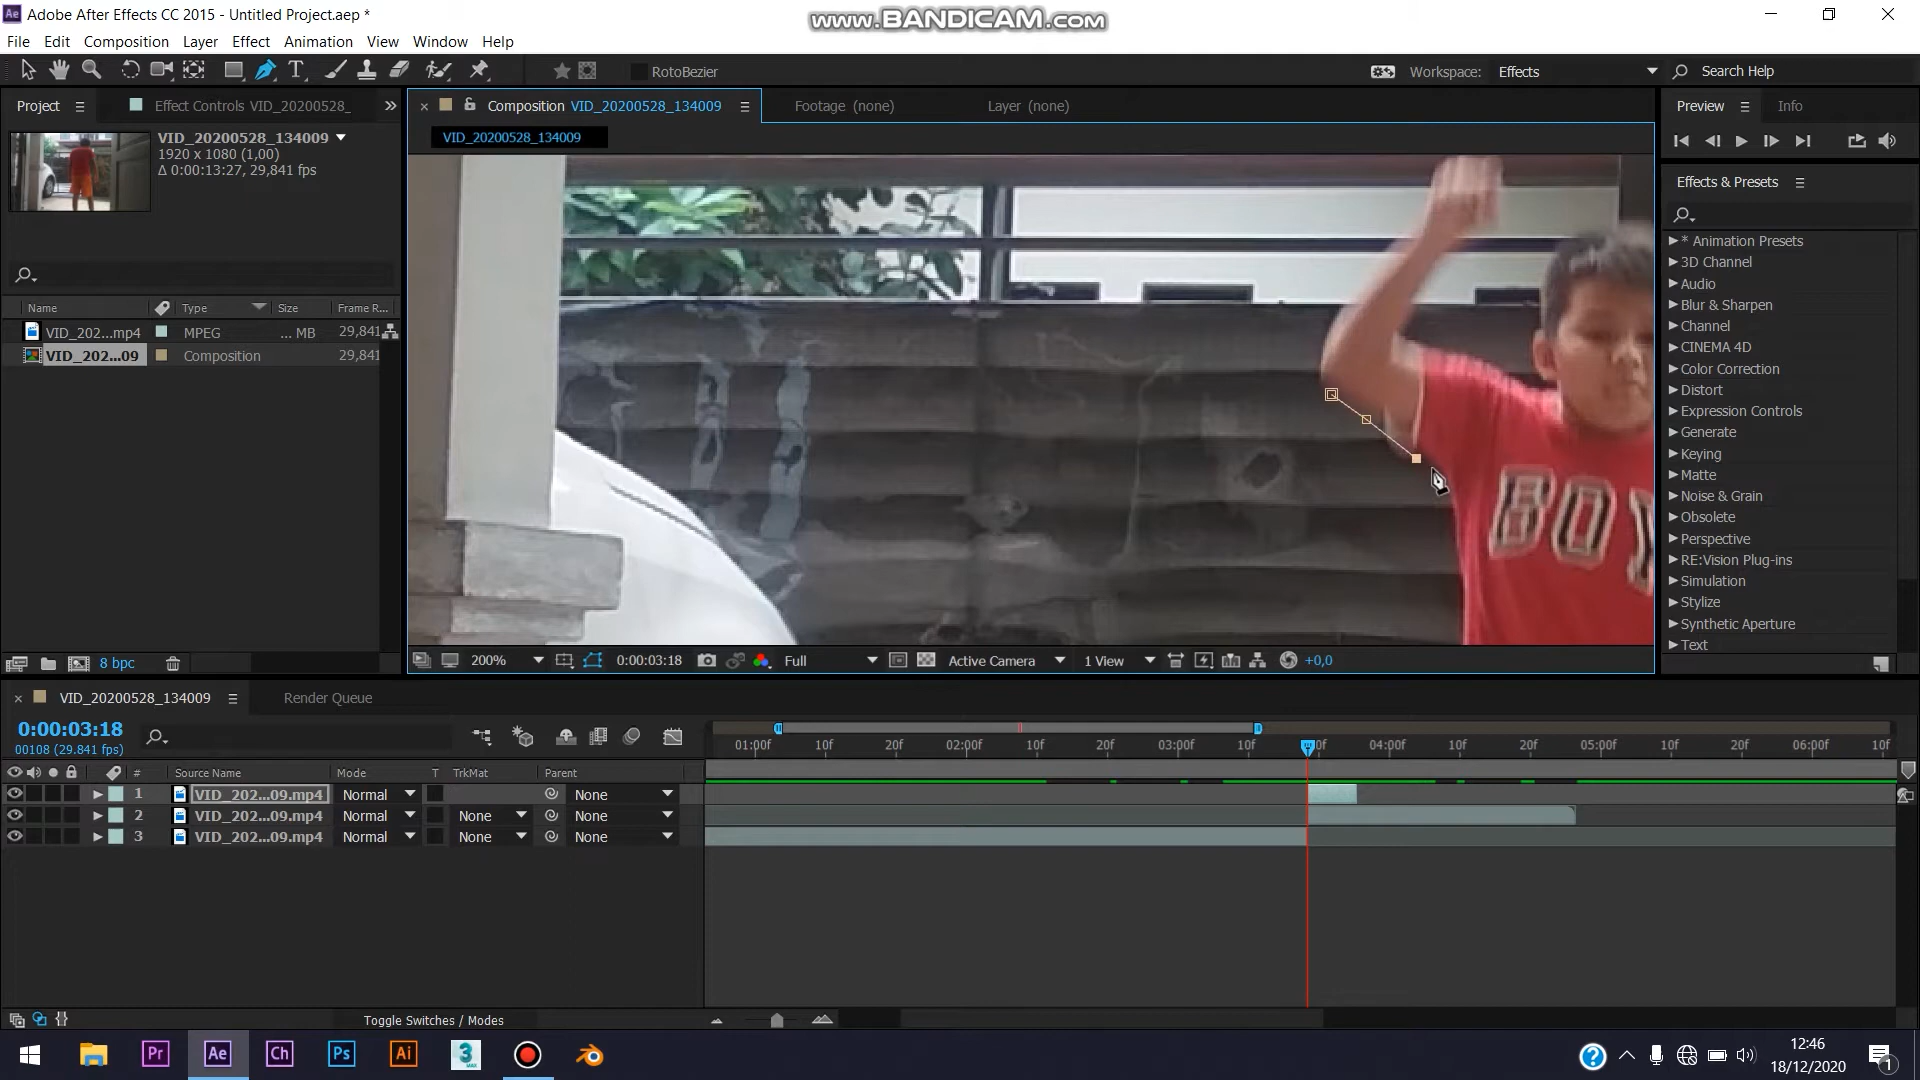 Adobe After Effects CC 2015 - Untitled Project.aep *
www.BANDICAM.com
File Edit Composition Layer Effect Animation View Window Help
RotoBezier
Workspace: Effects
Search Help
Project
Effect Controls VID_20200528_
Composition VID_20200528_134009
Footage (none)
Layer (none)
Preview
Info
VID_20200528_134009
1920 x 1080 (1,00)
Δ 0:00:13:27, 29,841 fps
VID_20200528_134009
Effects & Presets
* Animation Presets
3D Channel
Audio
Blur & Sharpen
Channel
CINEMA 4D
Color Correction
Distort
Expression Controls
Generate
Keying
Matte
Noise & Grain
Obsolete
Perspective
RE:Vision Plug-ins
Simulation
Stylize
Synthetic Aperture
Text
Name Type Size Frame R...
VID_202...mp4 MPEG ... MB 29,841
VID_202...09 Composition 29,841
BOY
8 bpc
200% 0:00:03:18 Full Active Camera 1 View +0,0
VID_20200528_134009
Render Queue
0:00:03:18
00108 (29.841 fps)
01:00f 10f 20f 02:00f 10f 20f 03:00f 10f 0f 04:00f 10f 20f 05:00f 10f 20f 06:00f 10f
# Source Name Mode T TrkMat Parent
1 VID_202...09.mp4 Normal None
2 VID_202...09.mp4 Normal None None
3 VID_202...09.mp4 Normal None None
Toggle Switches / Modes
Pr Ae Ch Ps Ai 3
12:46
18/12/2020
1